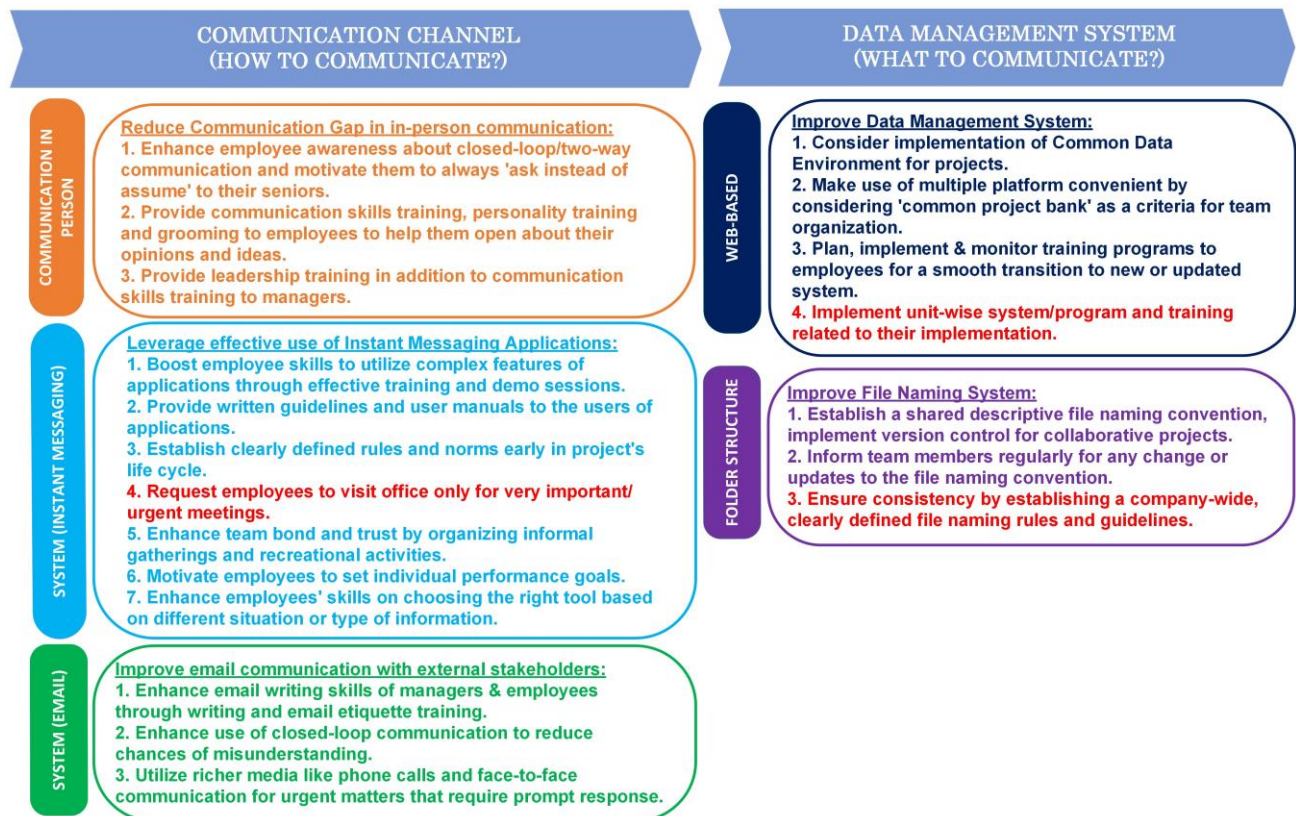 COMMUNICATION CHANNEL
(HOW TO COMMUNICATE?)
COMMUNICATION IN
PERSON
Reduce Communication Gap in in-person communication:
1. Enhance employee awareness about closed-loop/two-way
communication and motivate them to always 'ask instead of
assume' to their seniors.
2. Provide communication skills training, personality training
and grooming to employees to help them open about their
opinions and ideas.
3. Provide leadership training in addition to communication
skills training to managers.
SYSTEM (INSTANT MESSAGING)
Leverage effective use of Instant Messaging Applications:
1. Boost employee skills to utilize complex features of
applications through effective training and demo sessions.
2. Provide written guidelines and user manuals to the users of
applications.
3. Establish clearly defined rules and norms early in project's
life cycle.
4. Request employees to visit office only for very important/
urgent meetings.
5. Enhance team bond and trust by organizing informal
gatherings and recreational activities.
6. Motivate employees to set individual performance goals.
7. Enhance employees' skills on choosing the right tool based
on different situation or type of information.
SYSTEM (EMAIL)
Improve email communication with external stakeholders:
1. Enhance email writing skills of managers & employees
through writing and email etiquette training.
2. Enhance use of closed-loop communication to reduce
chances of misunderstanding.
3. Utilize richer media like phone calls and face-to-face
communication for urgent matters that require prompt response.
DATA MANAGEMENT SYSTEM
(WHAT TO COMMUNICATE?)
WEB-BASED
Improve Data Management System:
1. Consider implementation of Common Data
Environment for projects.
2. Make use of multiple platform convenient by
considering 'common project bank' as a criteria for team
organization.
3. Plan, implement & monitor training programs to
employees for a smooth transition to new or updated
system.
4. Implement unit-wise system/program and training
related to their implementation.
FOLDER STRUCTURE
Improve File Naming System:
1. Establish a shared descriptive file naming convention,
implement version control for collaborative projects.
2. Inform team members regularly for any change or
updates to the file naming convention.
3. Ensure consistency by establishing a company-wide,
clearly defined file naming rules and guidelines.